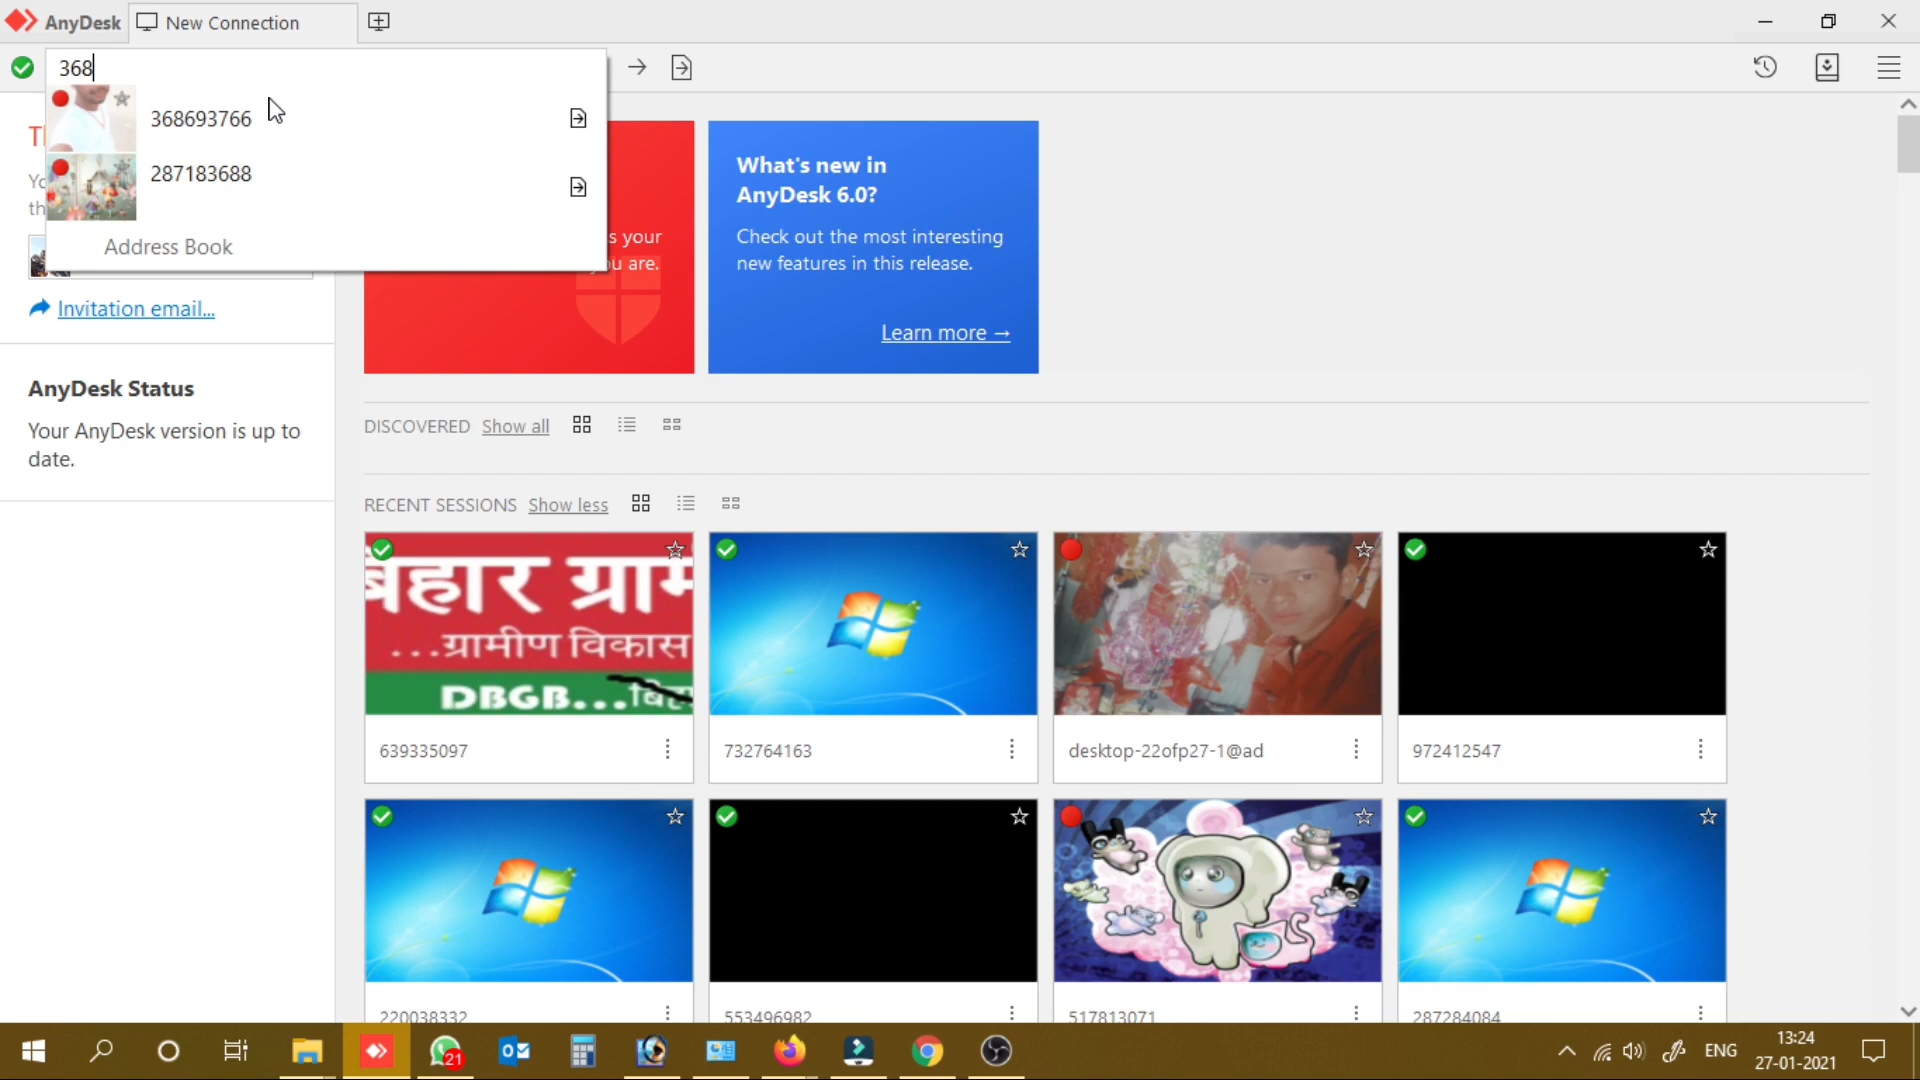 AnyDesk New Connection
368
368693766
287183688
Address Book
s your
u are.
What's new in
AnyDesk 6.0?
Check out the most interesting
new features in this release.
Learn more →
Invitation email...
AnyDesk Status
Your AnyDesk version is up to
date.
DISCOVERED Show all
RECENT SESSIONS Show less
बिहार ग्राम
...ग्रामीण विकास
DBGB...
639335097
732764163
desktop-22ofp27-1@ad
972412547
220038332
553496982
517813071
287284084
21
ENG
13:24
27-01-2021